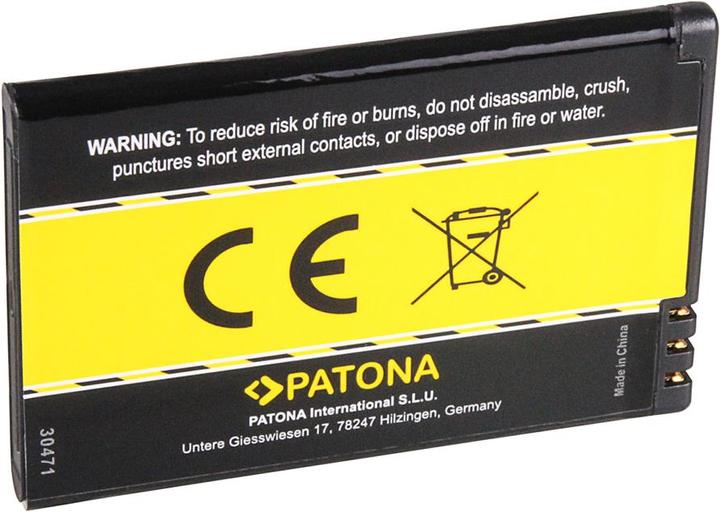 WARNING: To reduce risk of fire or burns, do not disassamble, crush,
punctures short external contacts, or dispose off in fire or water.
CE
PATONA
PATONA International S.L.U.
Untere Giesswiesen 17, 78247 Hilzingen, Germany
30471
Made in China